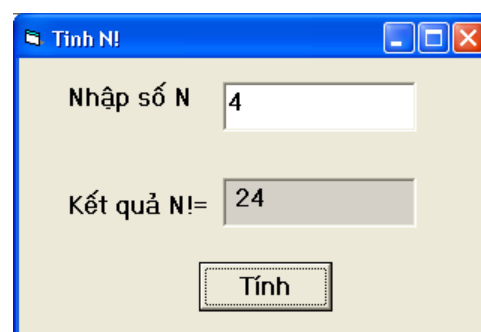 Tinh N!
Nhập số N 4
Kết quả N!= 24
Tính